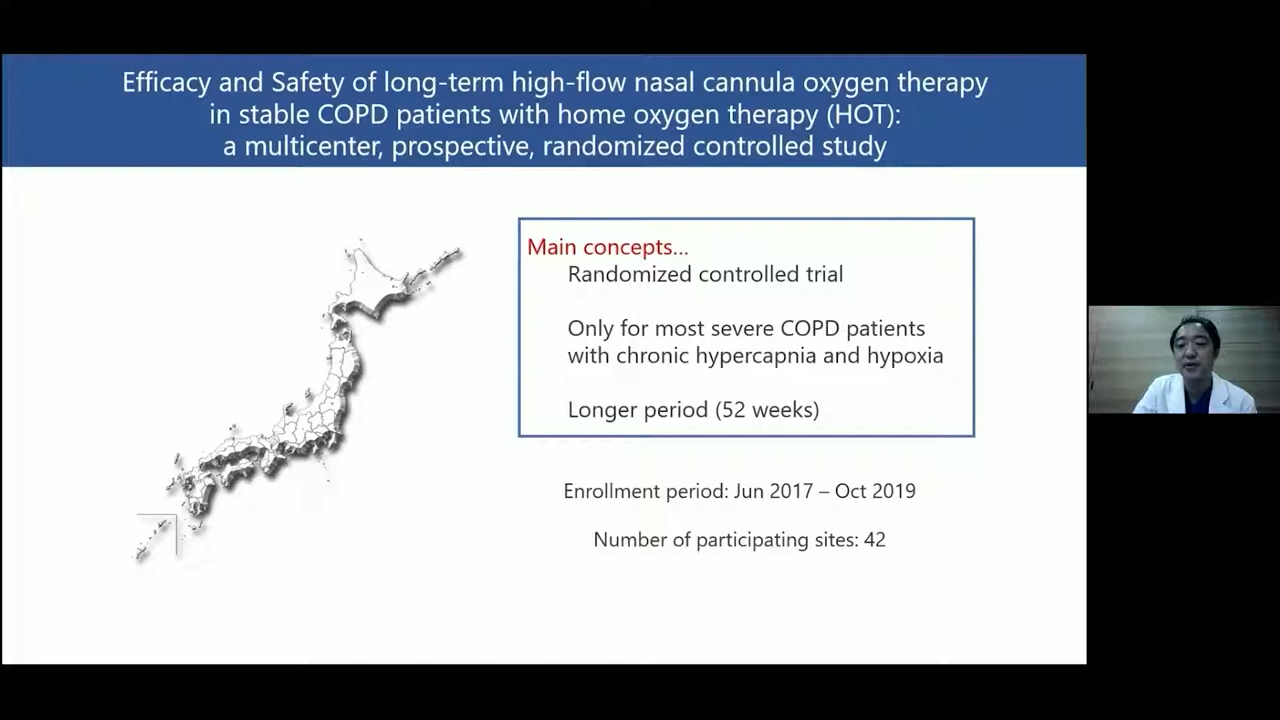 Efficacy and Safety of long-term high-flow nasal cannula oxygen therapy
in stable COPD patients with home oxygen therapy (HOT):
a multicenter, prospective, randomized controlled study
Main concepts...
Randomized controlled trial
Only for most severe COPD patients
with chronic hypercapnia and hypoxia
Longer period (52 weeks)
Enrollment period: Jun 2017 – Oct 2019
Number of participating sites: 42